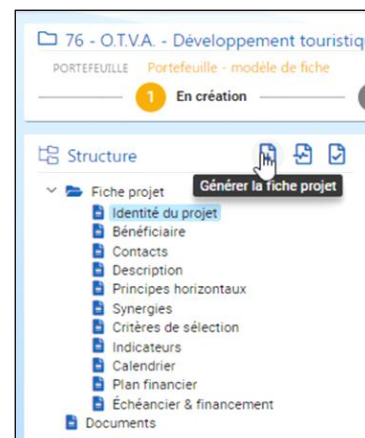 76 - O.T.V.A. - Développement touristiq
PORTEFEUILLE Portefeuille - modèle de fiche
1 En création
Structure
Générer la fiche projet
Fiche projet
Identité du projet
Bénéficiaire
Contacts
Description
Principes horizontaux
Synergies
Critères de sélection
Indicateurs
Calendrier
Plan financier
Échéancier & financement
Documents